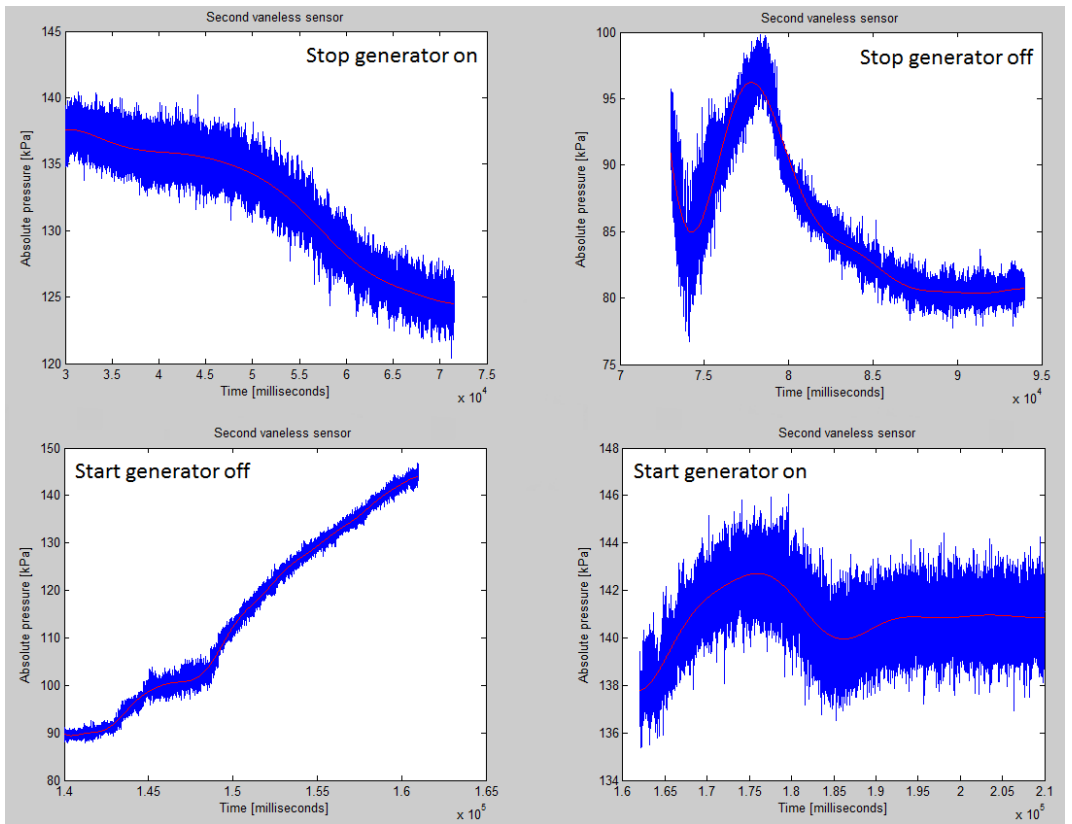 Second vaneless sensor
Stop generator on
Absolute pressure [kPa]
145
140
135
130
125
120
3 3.5 4 4.5 5 5.5 6 6.5 7 7.5
Time [milliseconds]
x 10^4
Second vaneless sensor
Stop generator off
Absolute pressure [kPa]
100
95
90
85
80
75
7 7.5 8 8.5 9 9.5
Time [milliseconds]
x 10^4
Second vaneless sensor
Start generator off
Absolute pressure [kPa]
150
140
130
120
110
100
90
80
1.4 1.45 1.5 1.55 1.6 1.65
Time [milliseconds]
x 10^5
Second vaneless sensor
Start generator on
Absolute pressure [kPa]
148
146
144
142
140
138
136
134
1.6 1.65 1.7 1.75 1.8 1.85 1.9 1.95 2 2.05 2.1
Time [milliseconds]
x 10^5